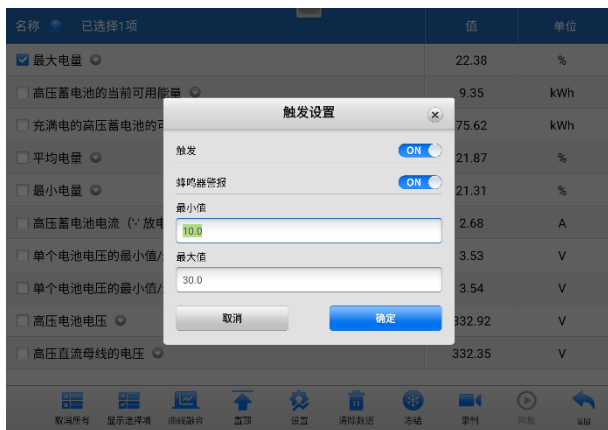 名称 已选择1项 值 单位
最大电量 22.38 %
高压蓄电池的当前可用能量 9.35 kWh
充满电的高压蓄电池的 75.62 kWh
平均电量 21.87 %
最小电量 21.31 %
高压蓄电池电流（'-'放电 2.68 A
单个电池电压的最小值/ 3.53 V
单个电池电压的最小值/ 3.54 V
高压电池电压 332.92 V
高压直流母线的电压 332.35 V
触发设置
触发 ON
蜂鸣器警报 ON
最小值
10.0
最大值
30.0
取消 确定
取消所有 显示选择项 曲线融合 置顶 设置 清除数据 冻结 录制 回放 返回